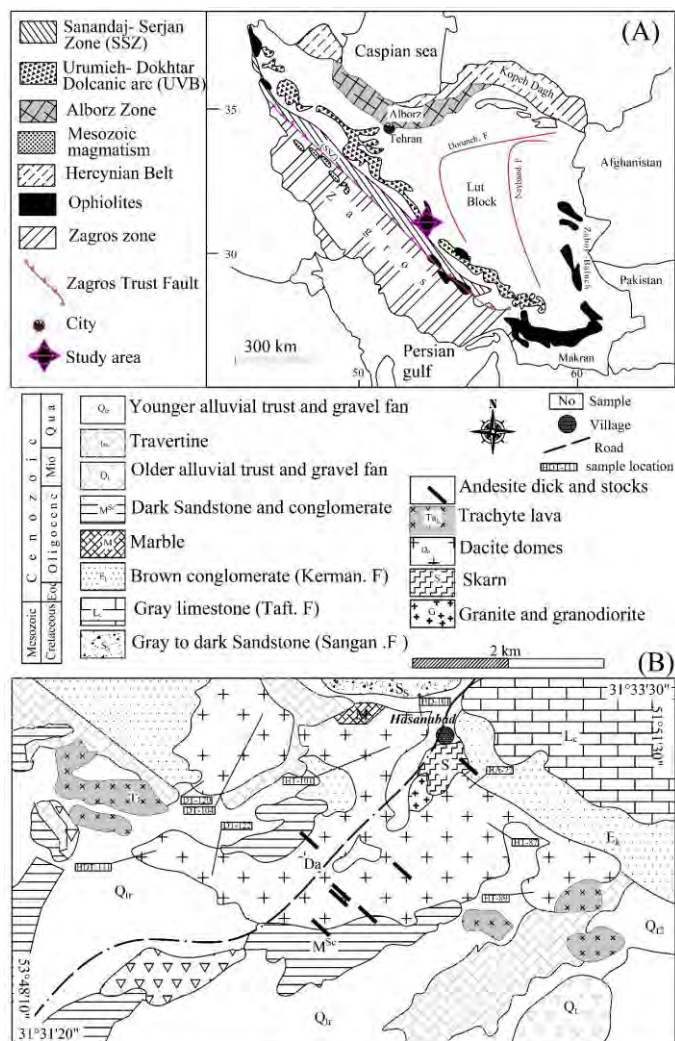 Sanandaj- Serjan
Zone (SSZ)
Urumieh- Dokhtar
Dolcanic arc (UVB)
Alborz Zone
Mesozoic
magmatism
Hercynian Belt
Ophiolites
Zagros zone
Zagros Trust Fault
City
Study area
(A)
Caspian sea
Kopeh Dagh
35
Alborz
Tehran
Doruneh. F
Afghanistan
SSZ
Lut
Block
Nayband. F
Zagros
30
Pakistan
300 km
Persian
gulf
Makran
50
60
Cenozoic
Qua
Mio
Oligocene
Eoc
Mesozoic
Cretaceous
Younger alluvial trust and gravel fan
Travertine
Older alluvial trust and gravel fan
M^Sc Dark Sandstone and conglomerate
M Marble
Brown conglomerate (Kerman. F)
Gray limestone (Taft. F)
Gray to dark Sandstone (Sangan .F)
N
No Sample
Village
Road
sample location
Andesite dick and stocks
Trachyte lava
Dacite domes
S Skarn
G Granite and granodiorite
2 km
(B)
31°33'30"
51°51'30"
Hasanabad
S
Da
M^Sc
Qtr
Qtr
53°48'10"
31°31'20"